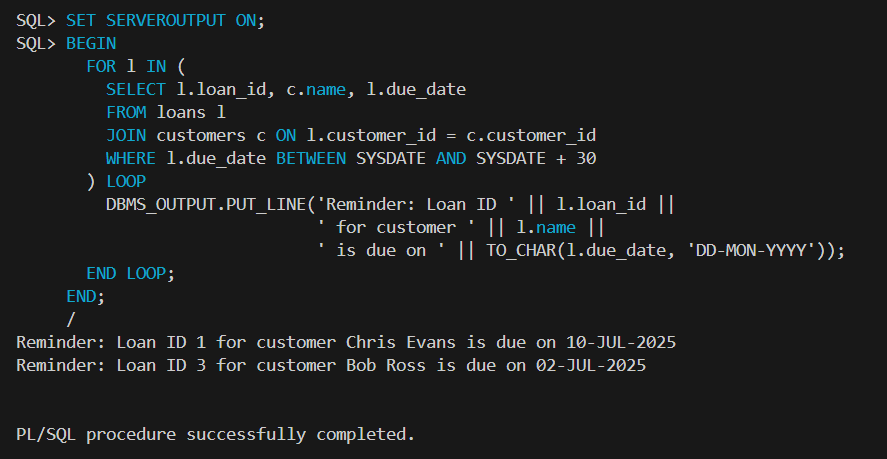 SQL> SET SERVEROUTPUT ON;
SQL> BEGIN
       FOR l IN (
         SELECT l.loan_id, c.name, l.due_date
         FROM loans l
         JOIN customers c ON l.customer_id = c.customer_id
         WHERE l.due_date BETWEEN SYSDATE AND SYSDATE + 30
       ) LOOP
         DBMS_OUTPUT.PUT_LINE('Reminder: Loan ID ' || l.loan_id ||
                              ' for customer ' || l.name ||
                              ' is due on ' || TO_CHAR(l.due_date, 'DD-MON-YYYY'));
       END LOOP;
     END;
     /
Reminder: Loan ID 1 for customer Chris Evans is due on 10-JUL-2025
Reminder: Loan ID 3 for customer Bob Ross is due on 02-JUL-2025
PL/SQL procedure successfully completed.